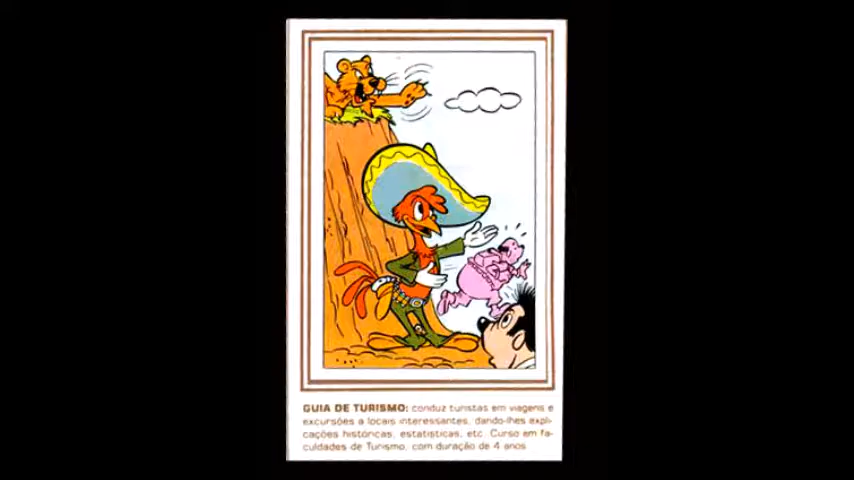 GUIA DE TURISMO: conduz turistas em viagens e
excursões a locais interessantes, dando-lhes expli-
cações históricas, estatísticas, etc. Curso em fa-
culdades de Turismo, com duração de 4 anos.